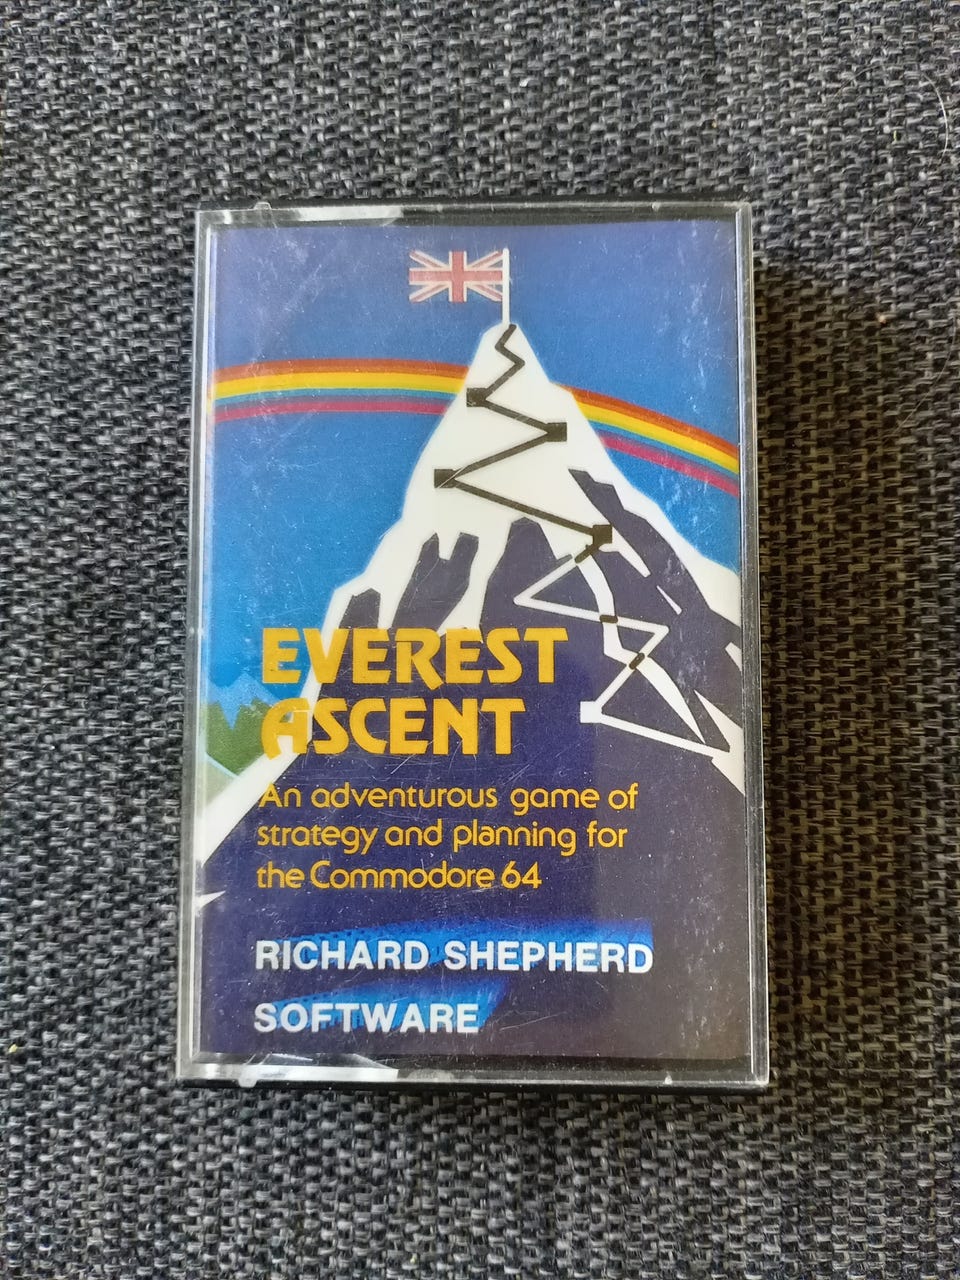 EVEREST
ASCENT
An adventurous game of
strategy and planning for
the Commodore 64
RICHARD SHEPHERD
SOFTWARE